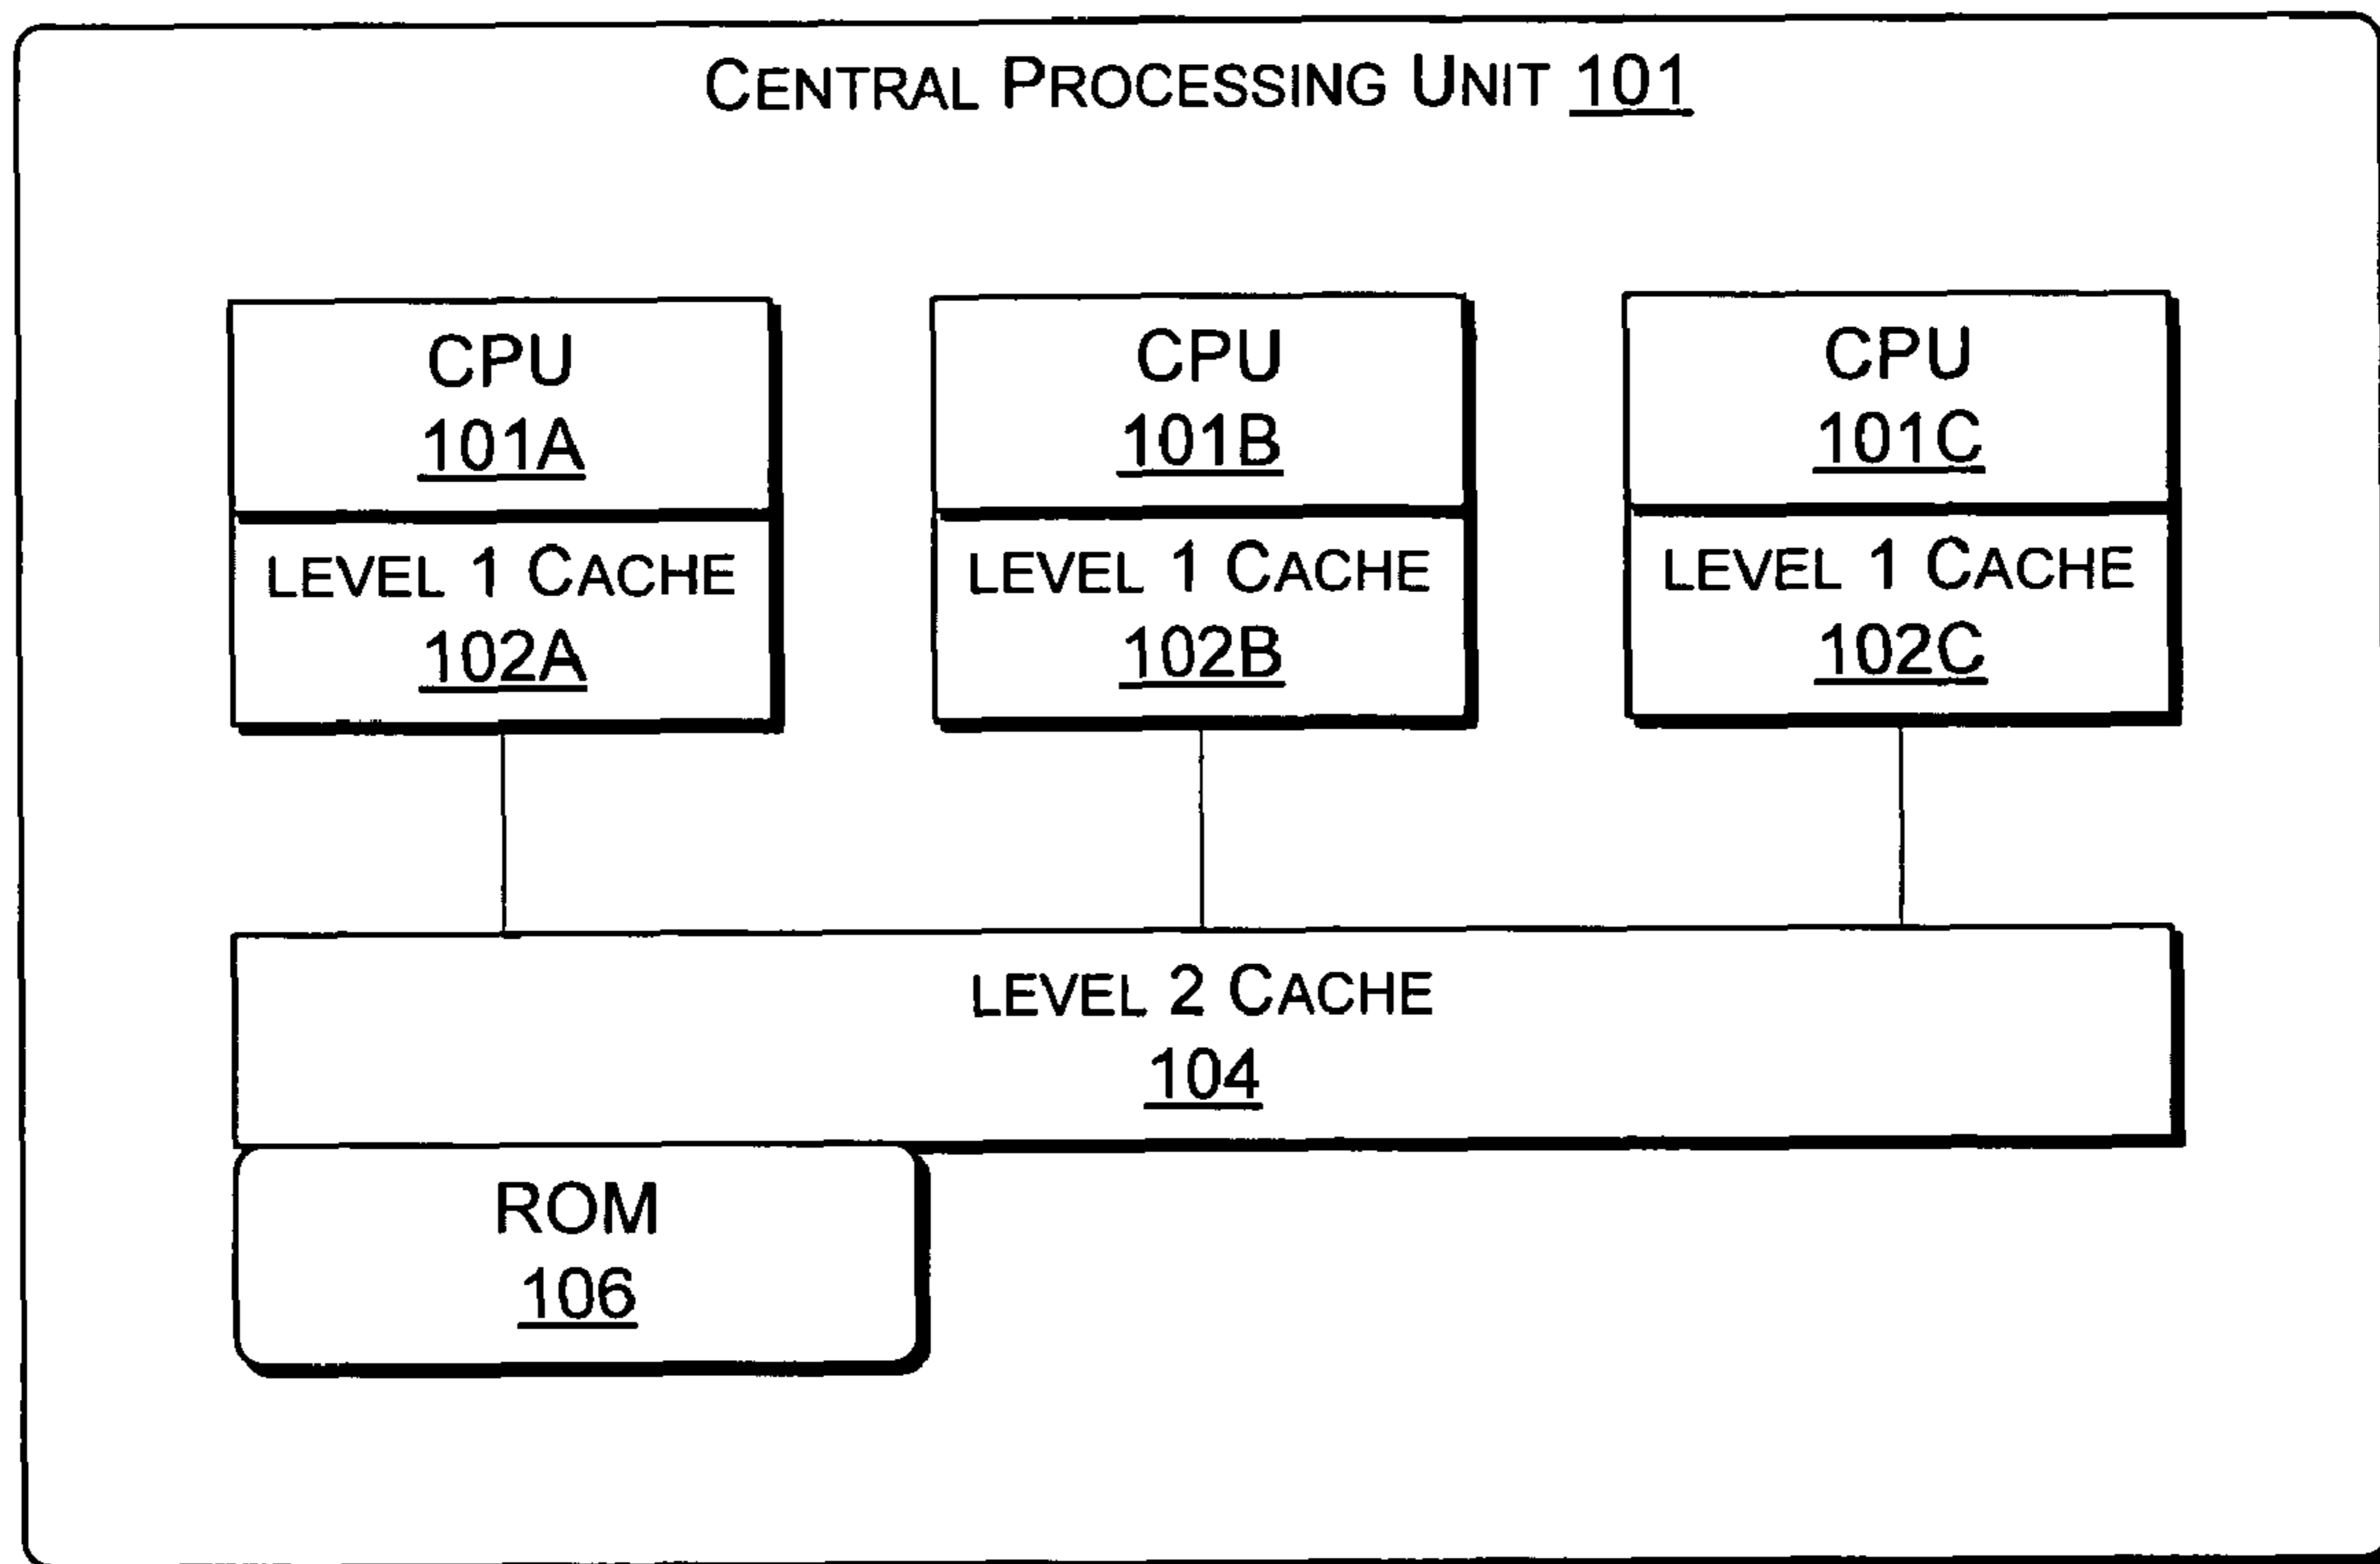 CENTRAL PROCESSING UNIT 101
CPU
101A
LEVEL 1 CACHE
102A
CPU
101B
LEVEL 1 CACHE
102B
CPU
101C
LEVEL 1 CACHE
102C
LEVEL 2 CACHE
104
ROM
106